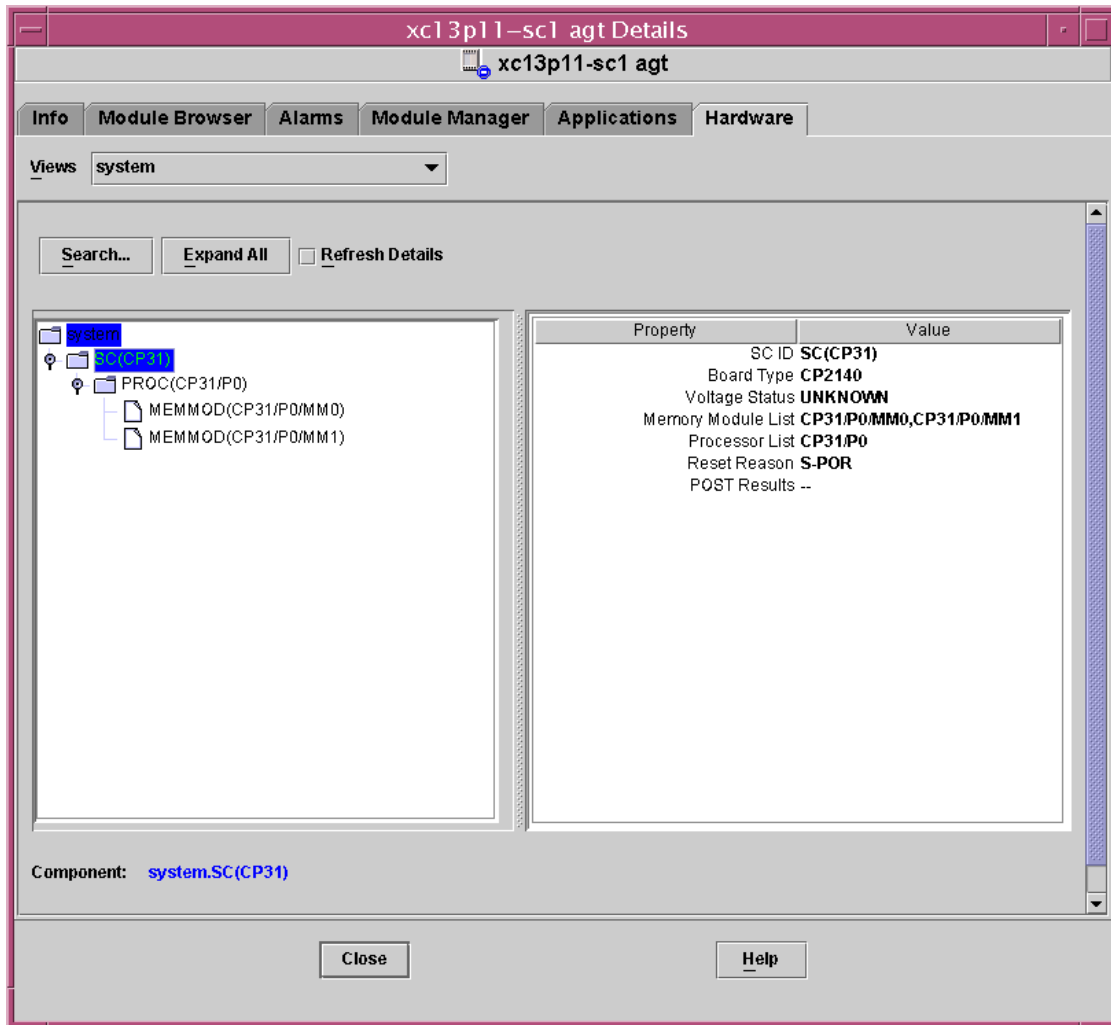 xc13p11-sc1 agt Details
xc13p11-sc1 agt
Info Module Browser Alarms Module Manager Applications Hardware
Views system
Search... Expand All Refresh Details
Property Value
system
SC(CP31)
PROC(CP31/P0)
MEMMOD(CP31/P0/MM0)
MEMMOD(CP31/P0/MM1)
SC ID SC(CP31)
Board Type CP2140
Voltage Status UNKNOWN
Memory Module List CP31/P0/MM0,CP31/P0/MM1
Processor List CP31/P0
Reset Reason S-POR
POST Results --
Component: system.SC(CP31)
Close Help